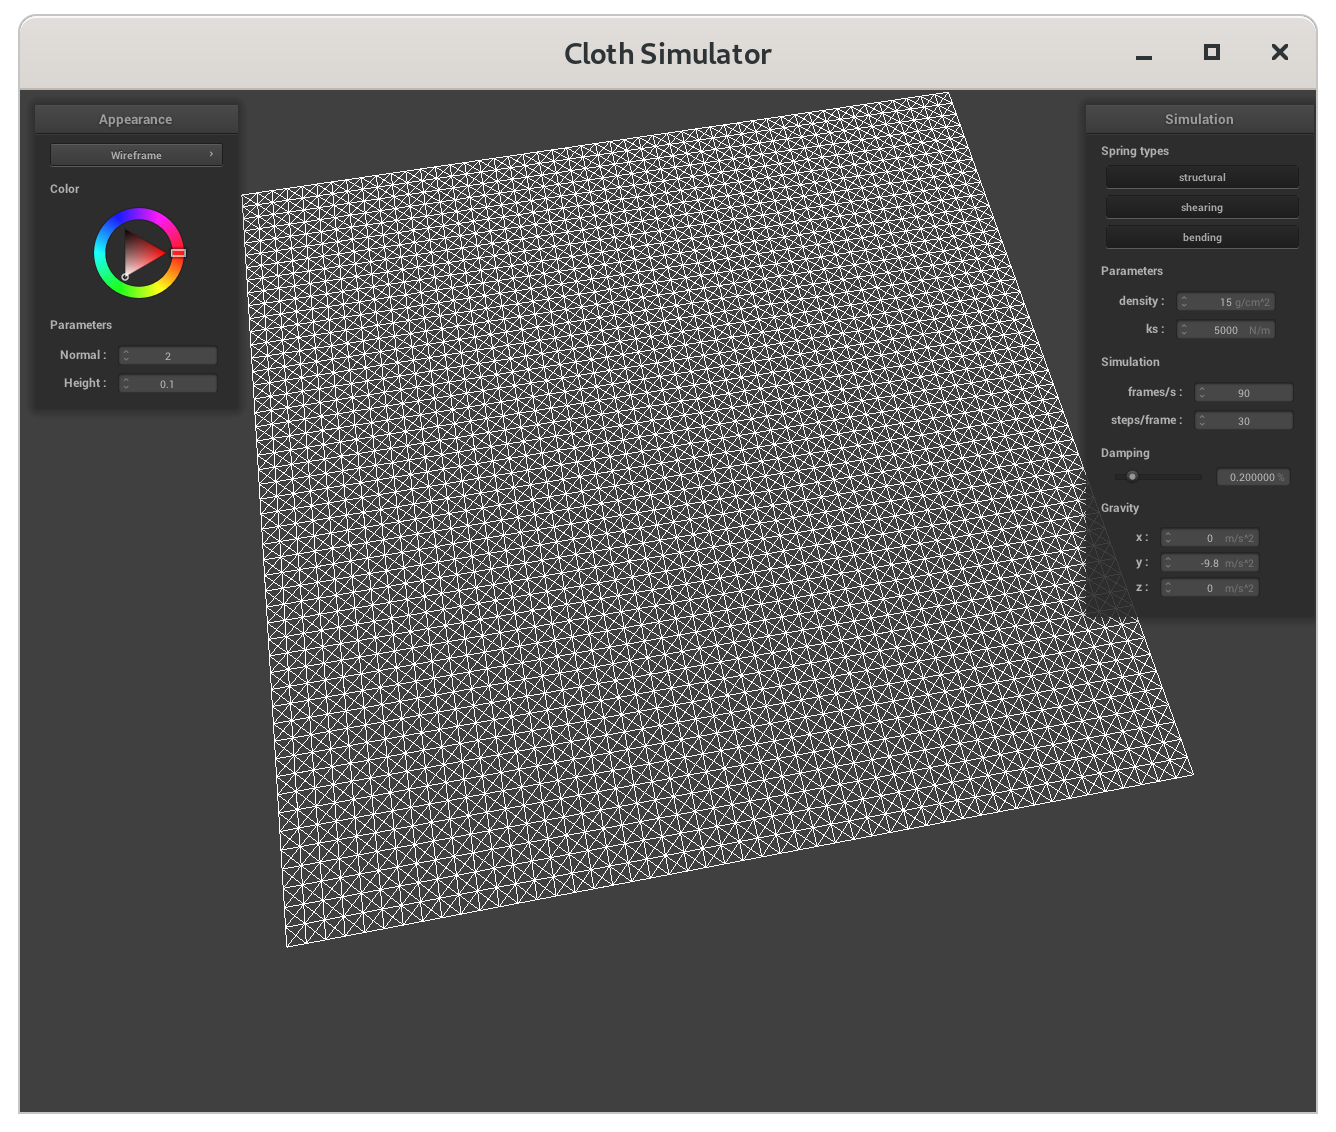 Cloth Simulator
Appearance
Wireframe
Color
Parameters
Normal : 2
Height : 0.1
Simulation
Spring types
structural
shearing
bending
Parameters
density : 15 g/cm^2
ks : 5000 N/m
Simulation
frames/s : 90
steps/frame : 30
Damping
0.200000 %
Gravity
x : 0 m/s^2
y : -9.8 m/s^2
z : 0 m/s^2